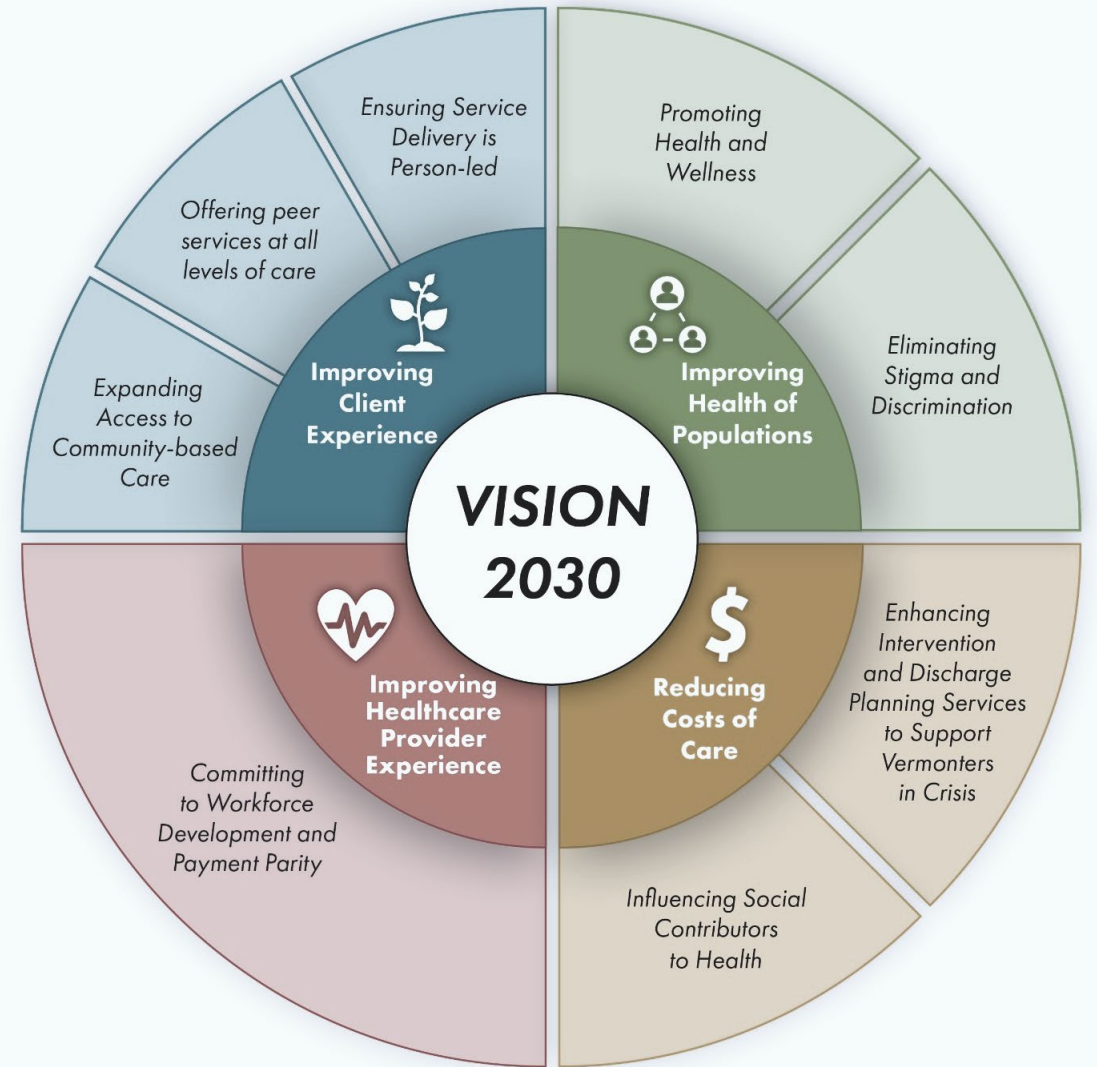 Ensuring Service
Delivery is
Person-led
Offering peer
services at all
levels of care
Expanding
Access to
Community-based
Care
Improving
Client
Experience
Promoting
Health and
Wellness
Eliminating
Stigma and
Discrimination
Improving
Health of
Populations
VISION
2030
Improving
Healthcare
Provider
Experience
Committing
to Workforce
Development and
Payment Parity
Reducing
Costs of
Care
Enhancing
Intervention
and Discharge
Planning Services
to Support
Vermonters
in Crisis
Influencing Social
Contributors
to Health